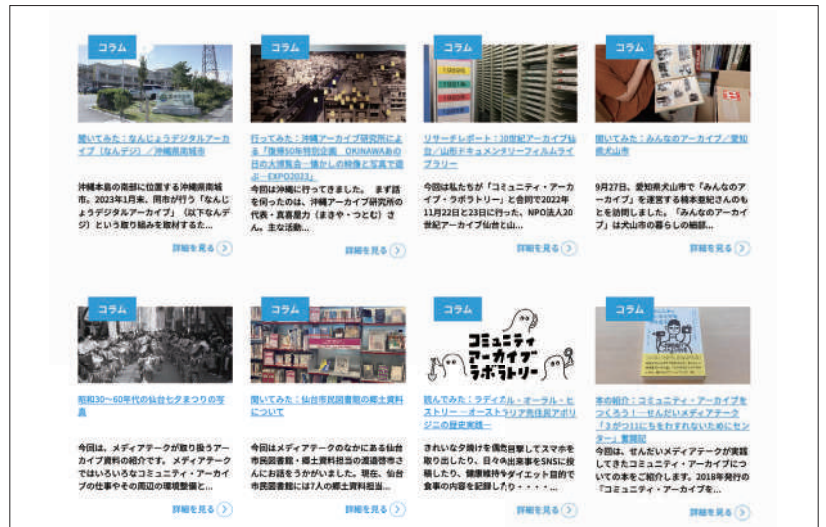 コラム
聞いてみた：なんじょうデジタルアーカ
イブ（なんデジ）／沖縄県南城市
沖縄本島の南部に位置する沖縄県南城
市。2023年1月末、同市が行う「なんじ
ょうデジタルアーカイブ」（以下なんデ
ジ）という取り組みを取材するた...
詳細を見る
コラム
行ってみた：沖縄アーカイブ研究所によ
る「復帰50年特別企画　OKINAWAあの
日の大博覧会―懐かしの映像と写真で遊
ぶ―EXPO2023」
今回は沖縄に行ってきました。　まず話
を伺ったのは、沖縄アーカイブ研究所の
代表・真喜屋力（まきや・つとむ）さ
ん。主な活動...
詳細を見る
コラム
1988年
リサーチレポート：20世紀アーカイブ仙
台／山形ドキュメンタリーフィルムライ
ブラリー
今回は私たちが「コミュニティ・アーカ
イブ・ラボラトリー」と合同で2022年
11月22日と23日に行った、NPO法人20
世紀アーカイブ仙台と山...
詳細を見る
コラム
聞いてみた：みんなのアーカイブ／愛知
県犬山市
9月27日、愛知県犬山市で「みんなのア
ーカイブ」を運営する楠本亜紀さんのも
とを訪問しました。「みんなのアーカイ
ブ」は犬山市の暮らしの細部...
詳細を見る
コラム
昭和30～60年代の仙台七夕まつりの写
真
今回は、メディアテークが取り扱うアー
カイブ資料の紹介です。 メディアテーク
ではいろいろなコミュニティ・アーカイ
ブの仕事やその周辺の環境整備と...
詳細を見る
コラム
聞いてみた：仙台市民図書館の郷土資料
について
今回はメディアテークのなかにある仙台
市民図書館・郷土資料担当の渡道啓市さ
んにお話をうかがいました。現在、仙台
市民図書館には7人の郷土資料担当...
詳細を見る
コラム
コミュニティ
アーカイブ
ラボラトリー
読んでみた：ラディカル・オーラル・ヒ
ストリー ―オーストラリア先住民アボリ
ジニの歴史実践―
きれいな夕焼けを偶然目撃してスマホを
取り出したり、日々の出来事をSNSに投
稿したり、健康維持やダイエット目的で
食事の内容を記録したり・・・・...
詳細を見る
コラム
本の紹介：コミュニティ・アーカイブを
つくろう！―せんだいメディアテーク
「３がつ11にちをわすれないためにセン
ター」奮闘記
今回は、せんだいメディアテークが実践
してきたコミュニティ・アーカイブについ
ての本をご紹介します。2018年発行の
『コミュニティ・アーカイブを...
詳細を見る